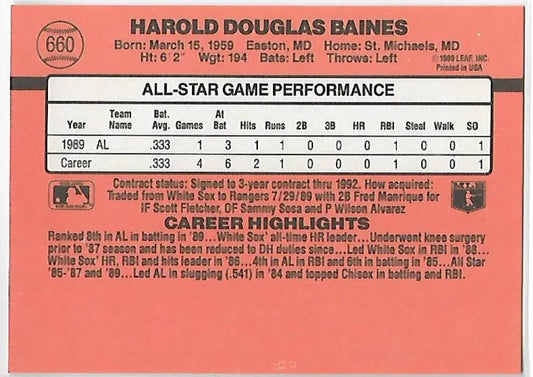 660
HAROLD DOUGLAS BAINES
Born: March 15, 1959 Easton, MD Home: St. Michaels, MD
Ht: 6'2" Wgt: 194 Bats: Left Throws: Left
© 1989 LEAF, INC.
Printed in USA
ALL-STAR GAME PERFORMANCE
Year Team Name Bat. Avg. Games At Bat Hits Runs 2B 3B HR RBI Steal Walk SO
1989 AL .333 1 3 1 1 0 0 0 1 0 0 1
Career .333 4 6 2 1 0 0 0 1 0 0 1
Contract status: Signed to 3-year contract thru 1992. How acquired:
Traded from White Sox to Rangers 7/29/89 with 2B Fred Manrique for
IF Scott Fletcher, OF Sammy Sosa and P Wilson Alvarez
CAREER HIGHLIGHTS
Ranked 8th in AL in batting in '89...White Sox' all-time HR leader...Underwent knee surgery
prior to '87 season and has been reduced to DH duties since...Led White Sox in RBI in '88...
White Sox' HR, RBI and hits leader in '86...4th in AL in RBI and 6th in batting in '85...All Star
'85-'87 and '89...Led AL in slugging (.541) in '84 and topped Chisox in batting and RBI.